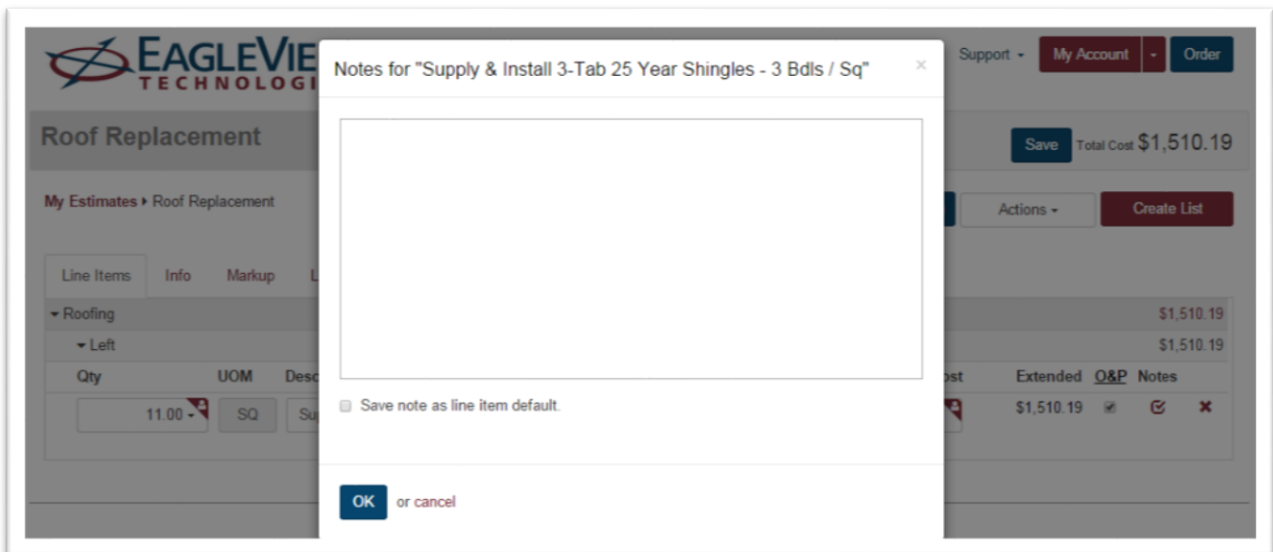 EAGLEVIE
TECHNOLOGI
Notes for "Supply & Install 3-Tab 25 Year Shingles - 3 Bdls / Sq"
×
Support
My Account
Order
Roof Replacement
Save Total Cost $1,510.19
My Estimates Roof Replacement
Actions
Create List
Line Items Info Markup L
Roofing $1,510.19
Left $1,510.19
Qty UOM Desc ost Extended O&P Notes
11.00 SQ Su $1,510.19
Save note as line item default.
OK or cancel